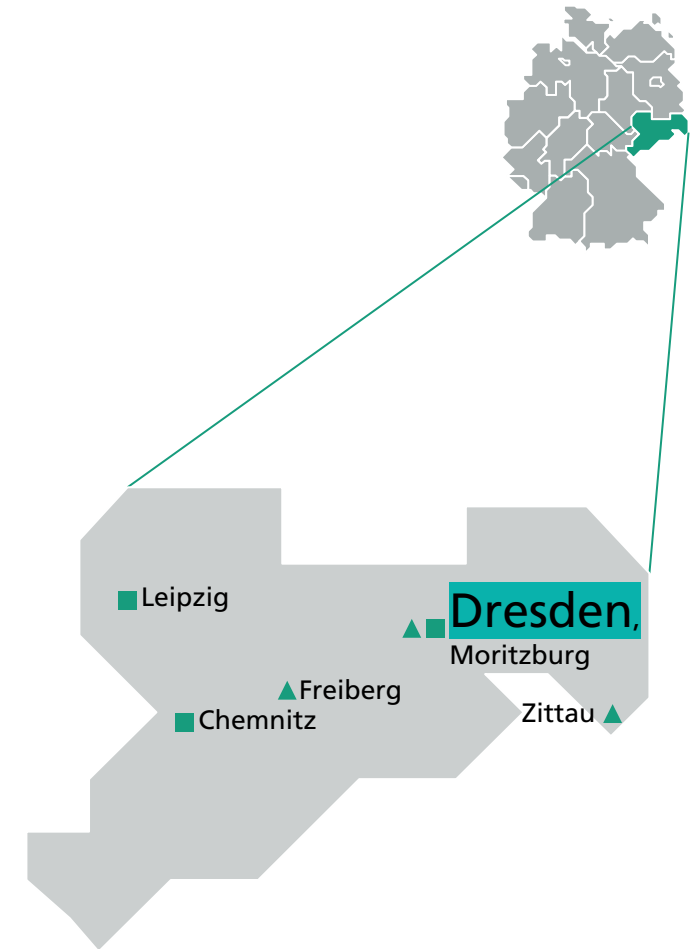 Leipzig
Dresden,
Moritzburg
Freiberg
Zittau
Chemnitz